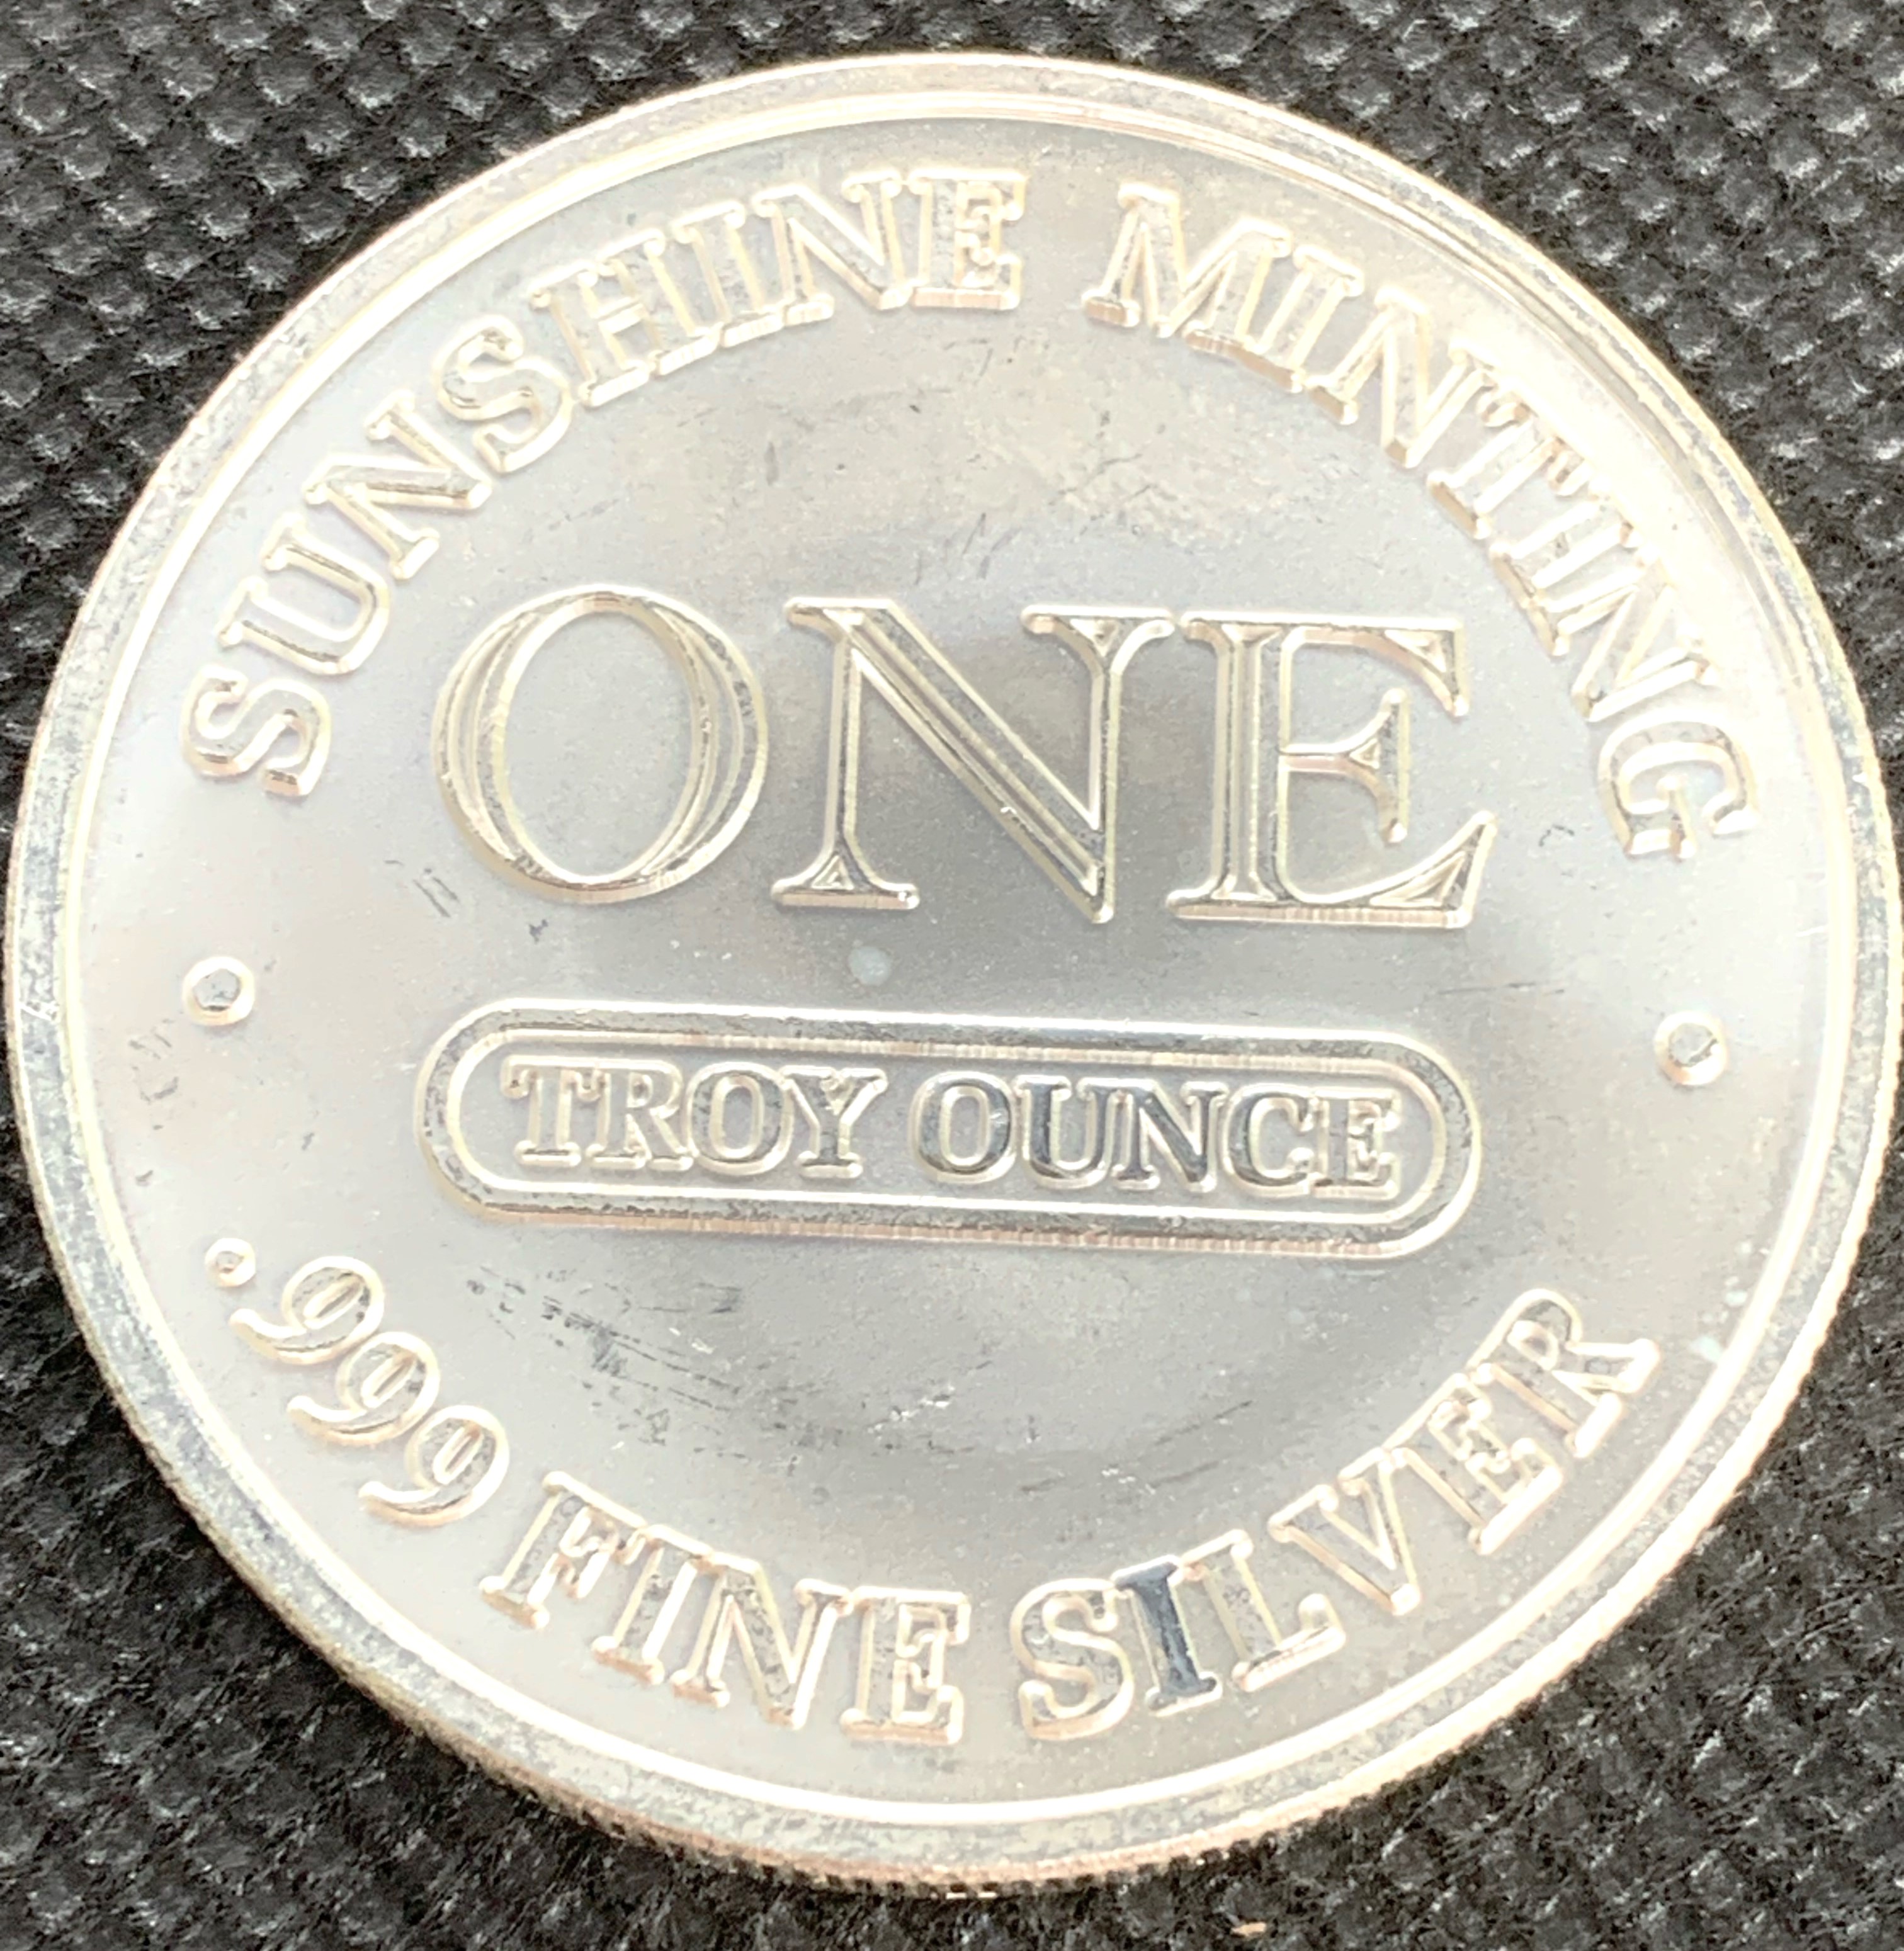 SUNSHINE MINTING
ONE
TROY OUNCE
.999 FINE SILVER